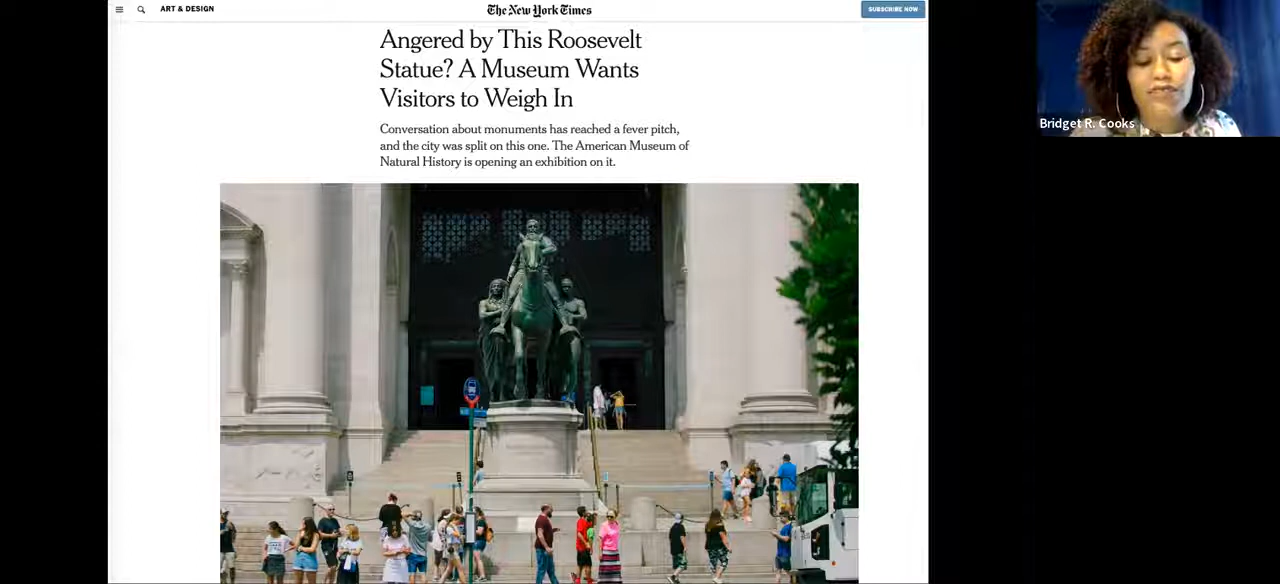 ART & DESIGN
The New York Times
SUBSCRIBE NOW
Angered by This Roosevelt
Statue? A Museum Wants
Visitors to Weigh In
Conversation about monuments has reached a fever pitch,
and the city was split on this one. The American Museum of
Natural History is opening an exhibition on it.
Bridget R. Cooks